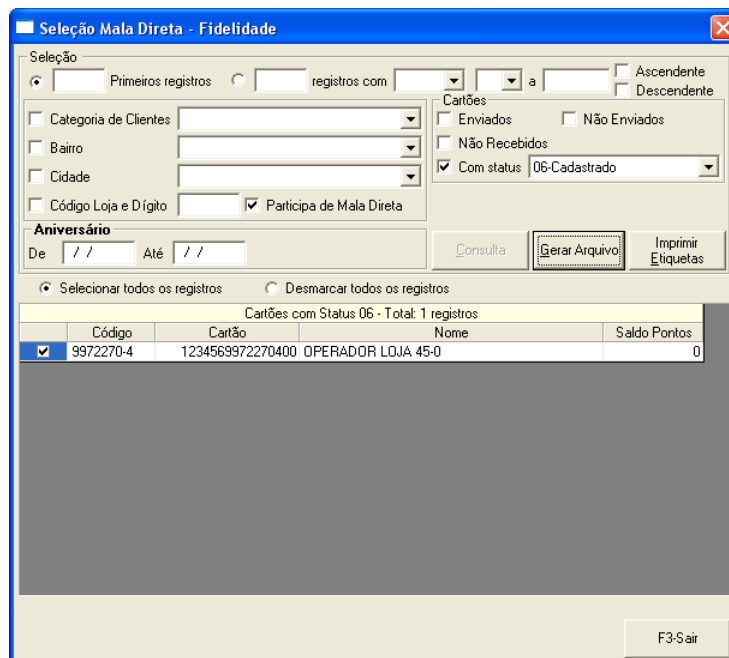 Seleção Mala Direta - Fidelidade
Seleção
Primeiros registros registros com a Ascendente
Descendente
Cartões
Categoria de Clientes Enviados Não Enviados
Bairro Não Recebidos
Cidade Com status 06-Cadastrado
Código Loja e Dígito Participa de Mala Direta
Aniversário
De / / Até / / Consulta Gerar Arquivo Imprimir Etiquetas
Selecionar todos os registros Desmarcar todos os registros
Cartões com Status 06 - Total: 1 registros
Código Cartão Nome Saldo Pontos
9972270-4 1234569972270400 OPERADOR LOJA 45-0 0
F3-Sair